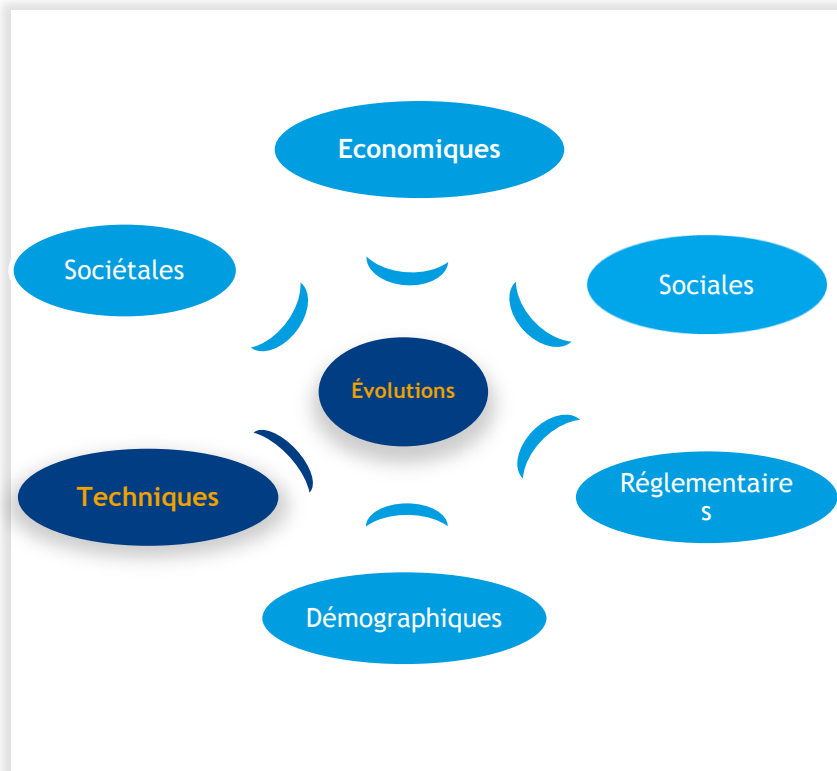 Economiques
Sociétales
Sociales
Évolutions
Techniques
Réglementaire
s
Démographiques